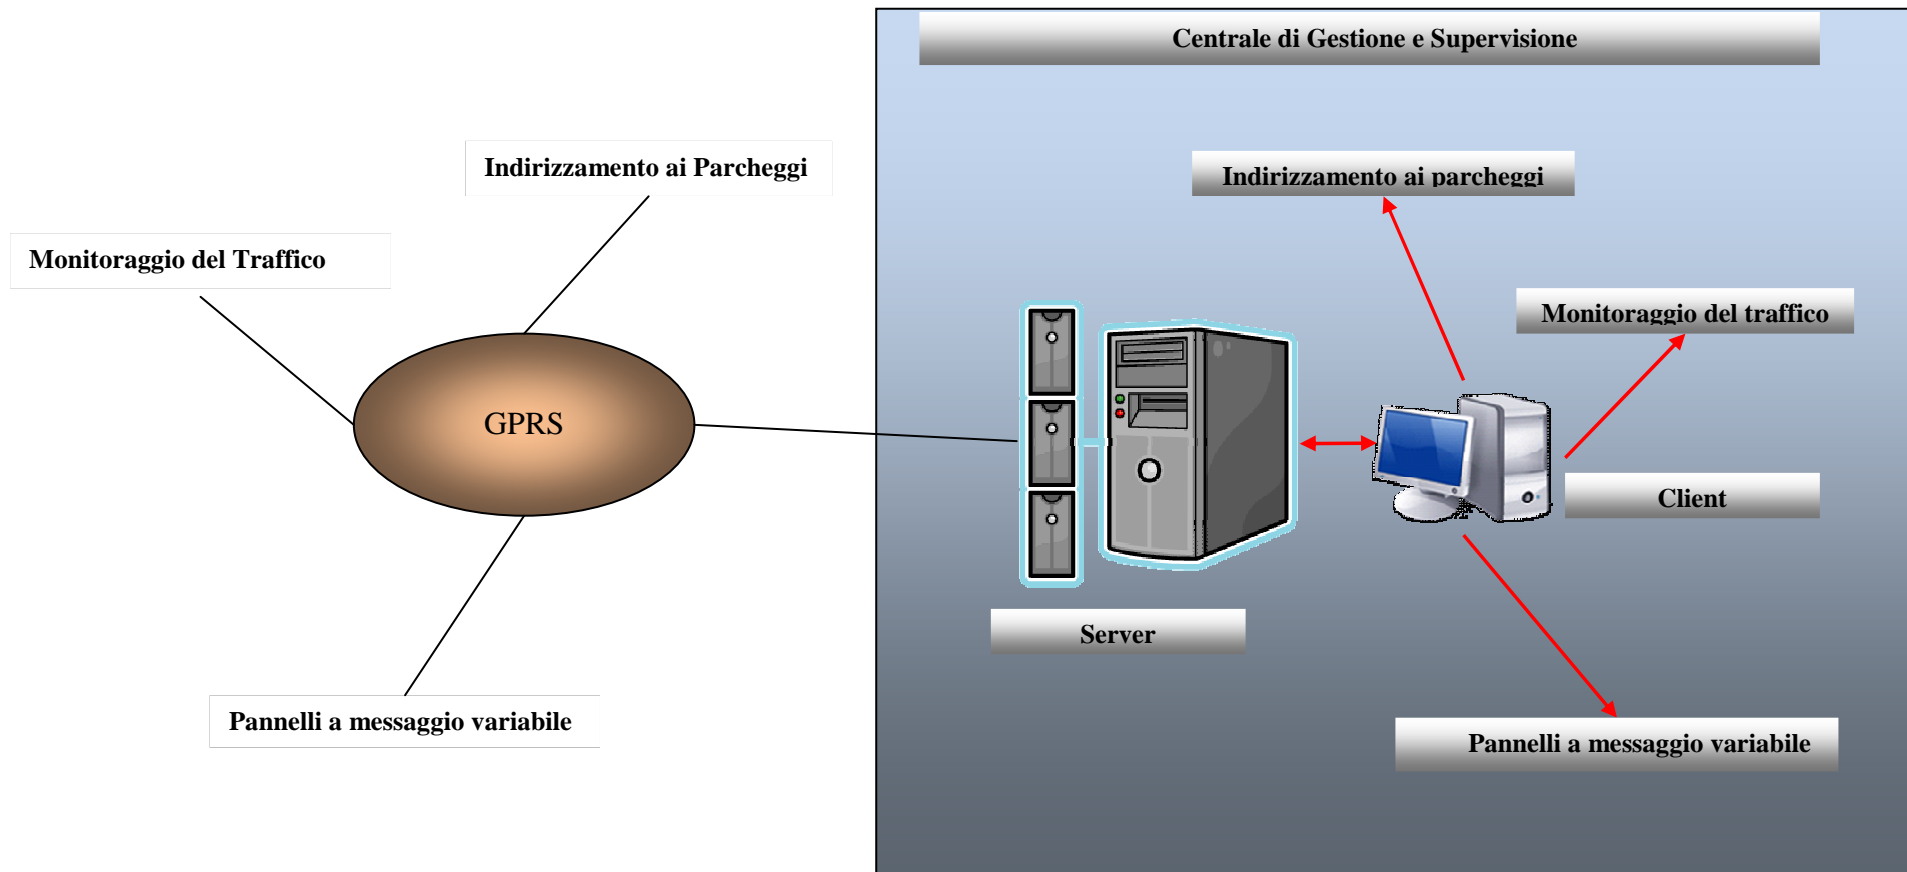 Centrale di Gestione e Supervisione
Indirizzamento ai Parcheggi
Indirizzamento ai parcheggi
Monitoraggio del Traffico
Monitoraggio del traffico
GPRS
Client
Server
Pannelli a messaggio variabile
Pannelli a messaggio variabile